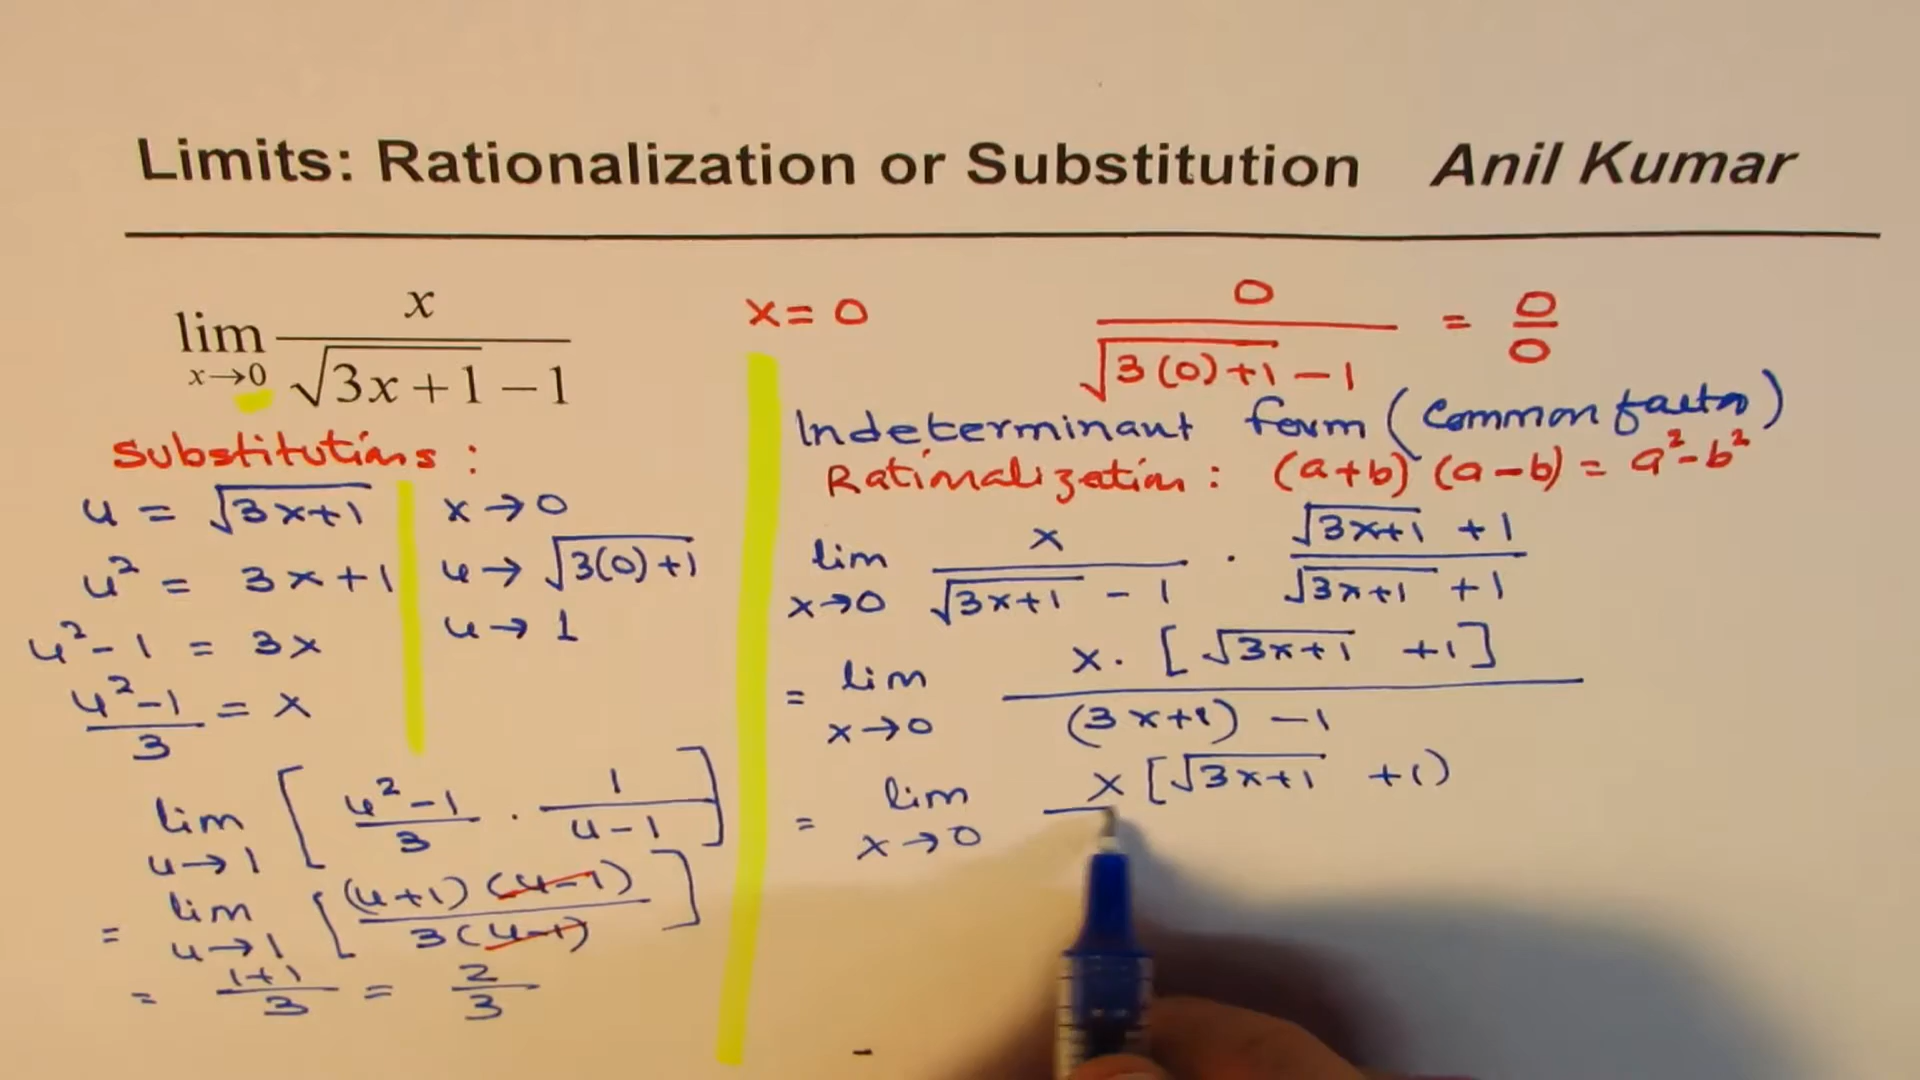 Limits: Rationalization or Substitution Anil Kumar
lim x→0 x / √(3x+1) −1
x = 0
0 / √(3(0)+1) − 1 = 0/0
Indeterminant form (Common factor)
Substitutions :
u = √(3x+1)
u² = 3x+1
u²-1 = 3x
(u²-1)/3 = x
x → 0
u → √(3(0)+1)
u → 1
lim u→1 [ (u²-1)/3 · 1/(u-1) ]
= lim u→1 [ (u+1)(u-1) / 3(u-1) ]
= (1+1)/3 = 2/3
Rationalization : (a+b) (a-b) = a²-b²
lim x→0 x / (√(3x+1) - 1) · (√(3x+1) + 1) / (√(3x+1) + 1)
= lim x→0 x · [√(3x+1) +1] / (3x+1) -1
= lim x→0 x [√(3x+1) +1)